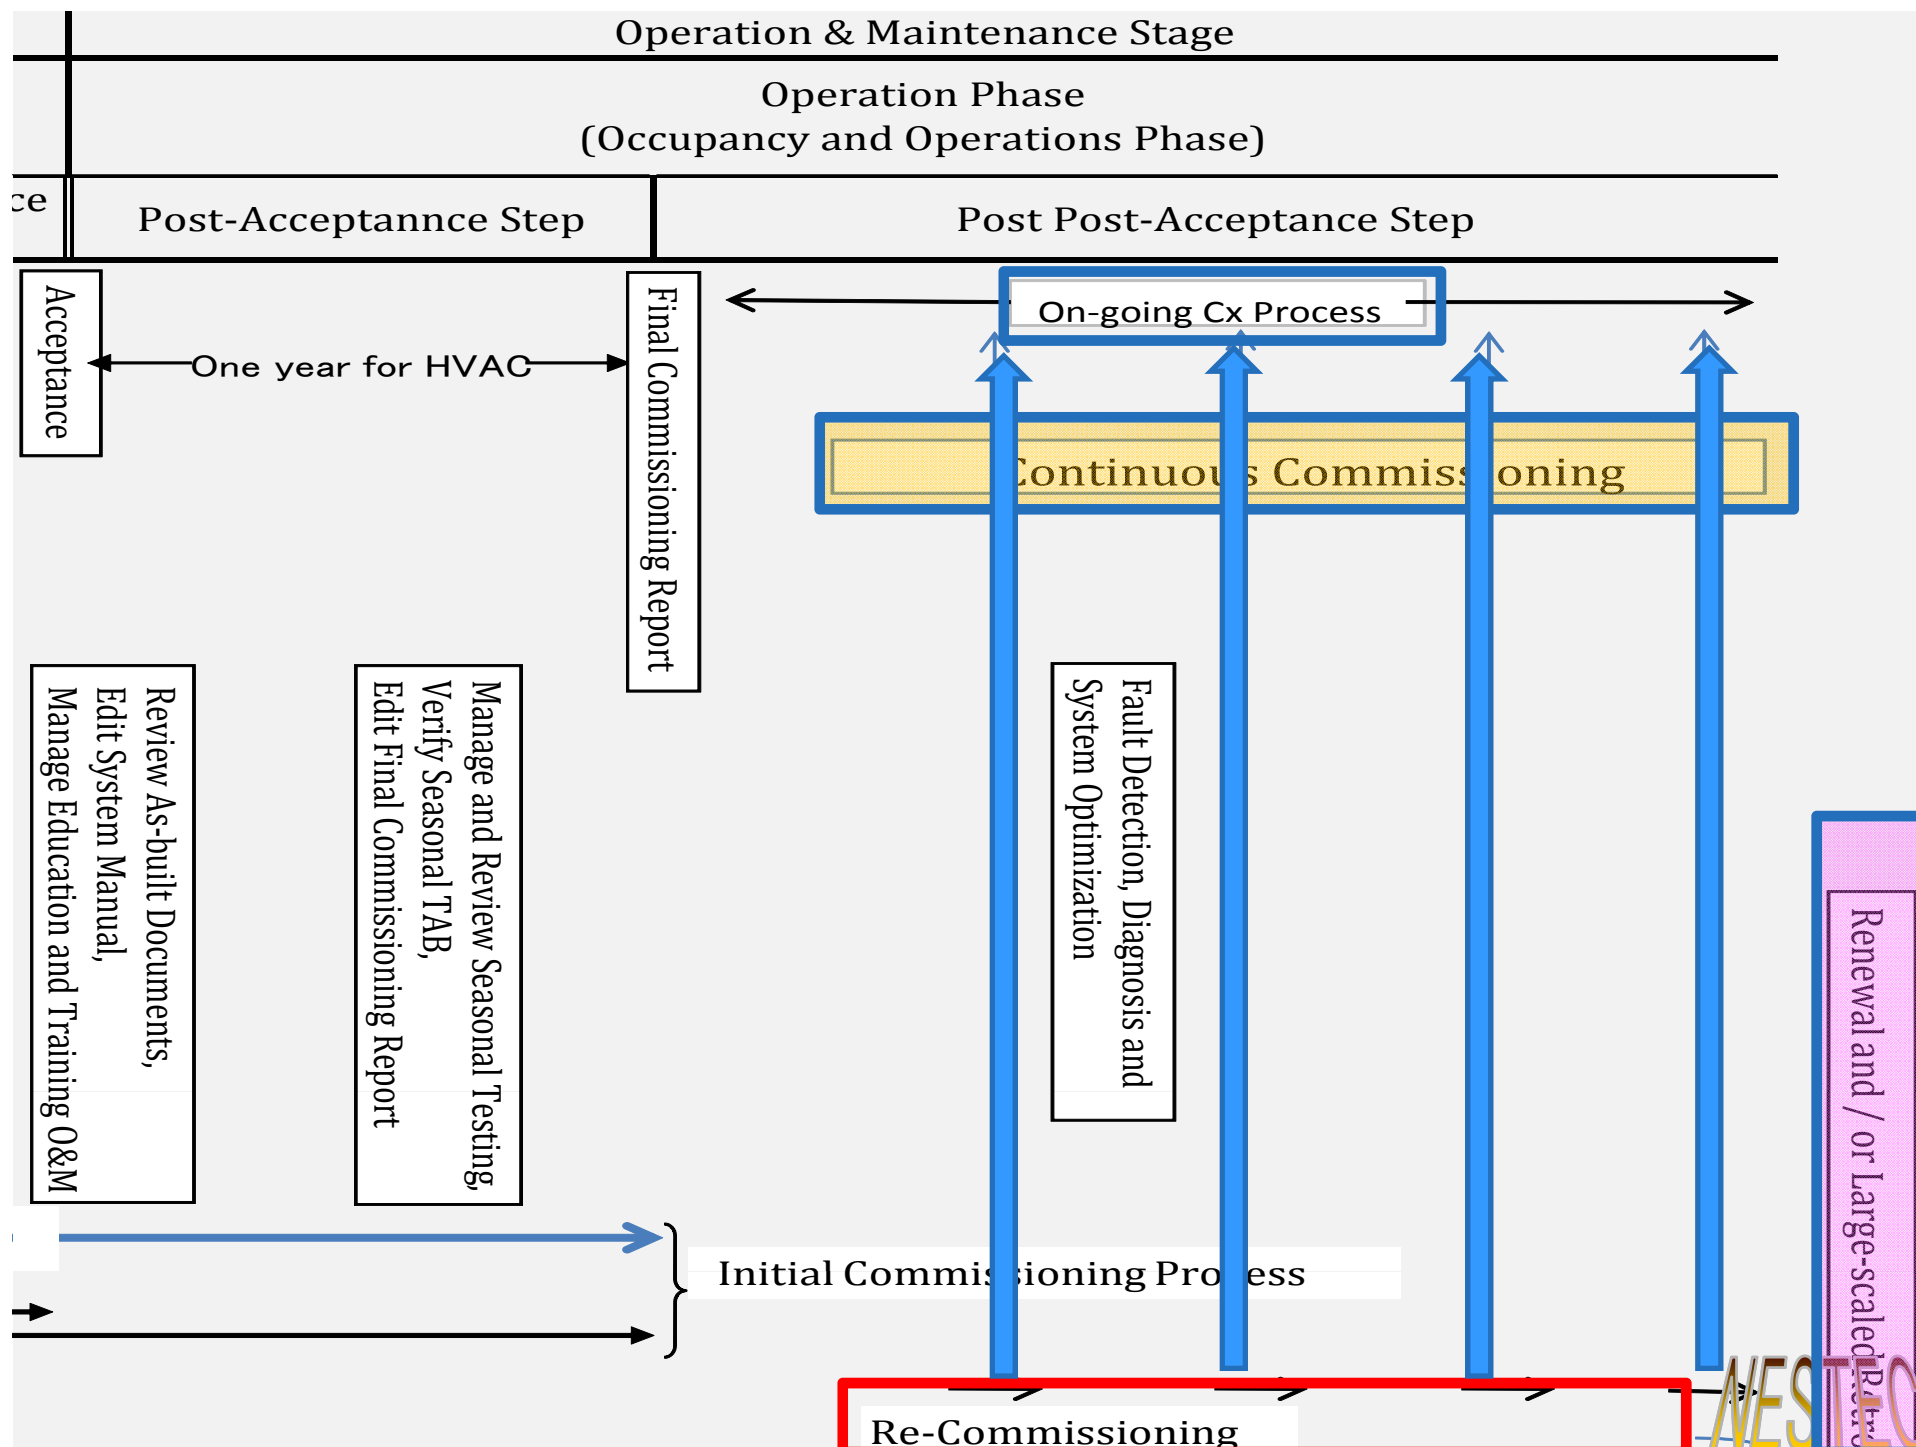 Operation & Maintenance Stage
Operation Phase
(Occupancy and Operations Phase)
ce
Post-Acceptannce Step
Post Post-Acceptance Step
Acceptance
One year for HVAC
Final Commissioning Report
On-going Cx Process
Continuous Commissioning
Review As-built Documents,
Edit System Manual,
Manage Education and Training O&M
Manage and Review Seasonal Testing,
Verify Seasonal TAB,
Edit Final Commissioning Report
Fault Detection, Diagnosis and
System Optimization
Renewal and / or Large-scaled Retro
Initial Commissioning Process
Re-Commissioning
NESTEC